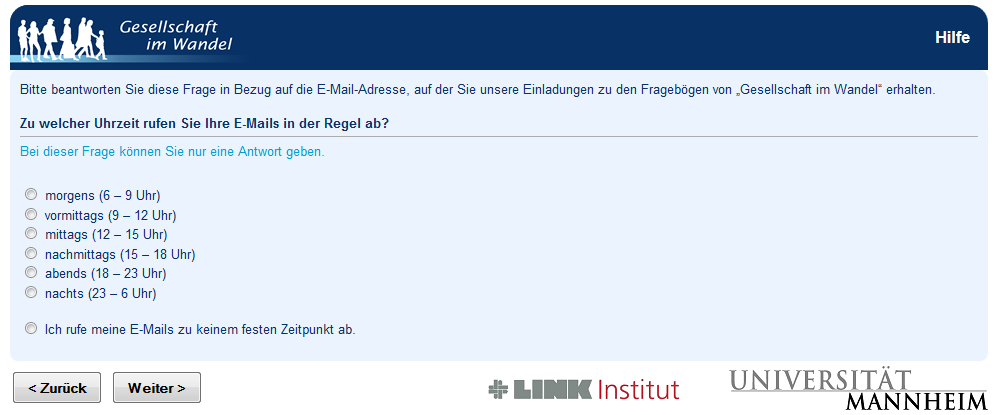 Gesellschaft
im Wandel
Hilfe
Bitte beantworten Sie diese Frage in Bezug auf die E-Mail-Adresse, auf der Sie unsere Einladungen zu den Fragebögen von „Gesellschaft im Wandel“ erhalten.
Zu welcher Uhrzeit rufen Sie Ihre E-Mails in der Regel ab?
Bei dieser Frage können Sie nur eine Antwort geben.
morgens (6 – 9 Uhr)
vormittags (9 – 12 Uhr)
mittags (12 – 15 Uhr)
nachmittags (15 – 18 Uhr)
abends (18 – 23 Uhr)
nachts (23 – 6 Uhr)
Ich rufe meine E-Mails zu keinem festen Zeitpunkt ab.
< Zurück
Weiter >
LINK Institut
UNIVERSITÄT
MANNHEIM